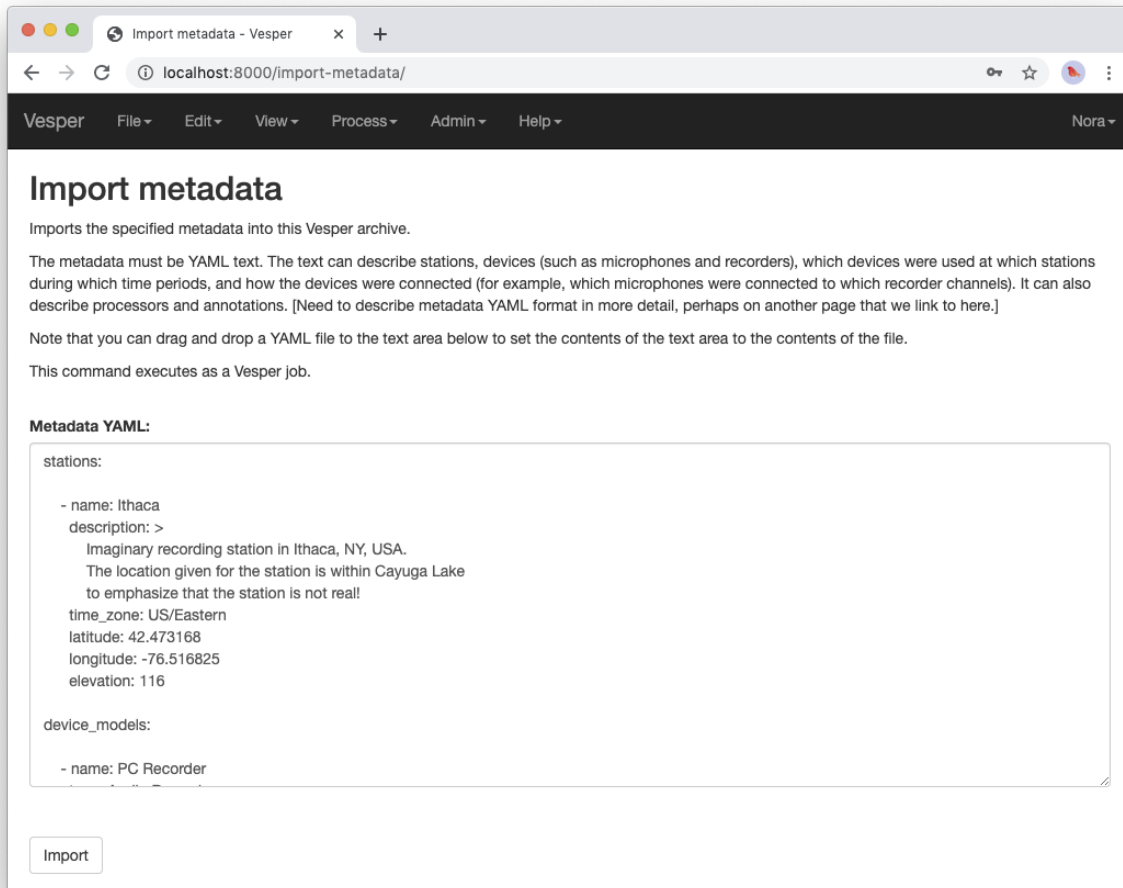 Import metadata - Vesper
localhost:8000/import-metadata/
Vesper File Edit View Process Admin Help Nora
Import metadata
Imports the specified metadata into this Vesper archive.
The metadata must be YAML text. The text can describe stations, devices (such as microphones and recorders), which devices were used at which stations
during which time periods, and how the devices were connected (for example, which microphones were connected to which recorder channels). It can also
describe processors and annotations. [Need to describe metadata YAML format in more detail, perhaps on another page that we link to here.]
Note that you can drag and drop a YAML file to the text area below to set the contents of the text area to the contents of the file.
This command executes as a Vesper job.
Metadata YAML:
stations:
- name: Ithaca
description: >
Imaginary recording station in Ithaca, NY, USA.
The location given for the station is within Cayuga Lake
to emphasize that the station is not real!
time_zone: US/Eastern
latitude: 42.473168
longitude: -76.516825
elevation: 116
device_models:
- name: PC Recorder
Import